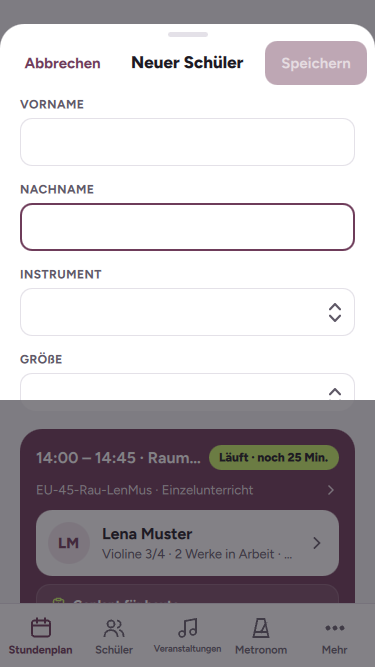 Abbrechen Neuer Schüler Speichern
VORNAME
NACHNAME
INSTRUMENT
GRÖẞE
14:00 – 14:45 · Raum... Läuft · noch 25 Min.
EU-45-Rau-LenMus · Einzelunterricht
LM Lena Muster
Violine 3/4 · 2 Werke in Arbeit · ...
Stundenplan Schüler Veranstaltungen Metronom Mehr